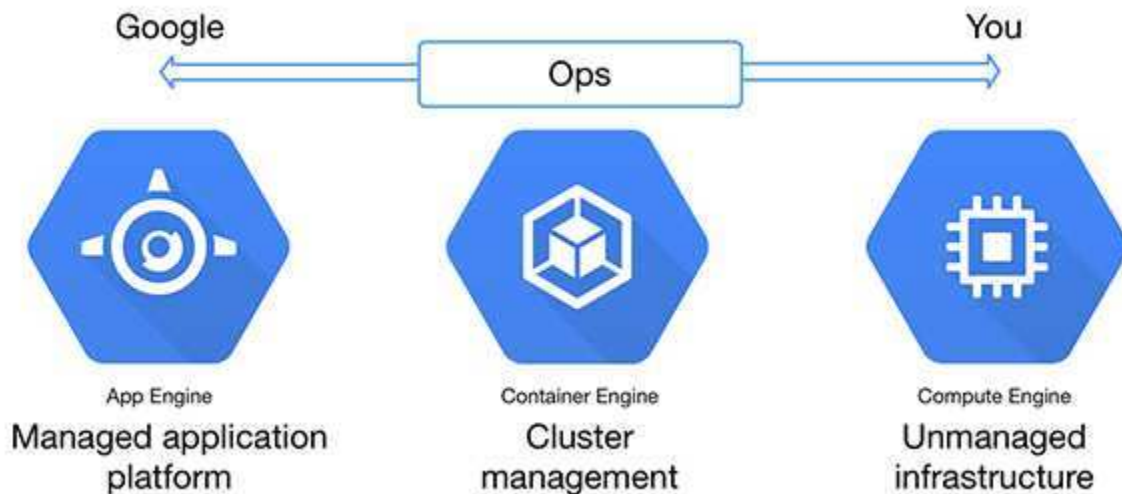 Google
You
Ops
App Engine
Container Engine
Compute Engine
Managed application
platform
Cluster
management
Unmanaged
infrastructure